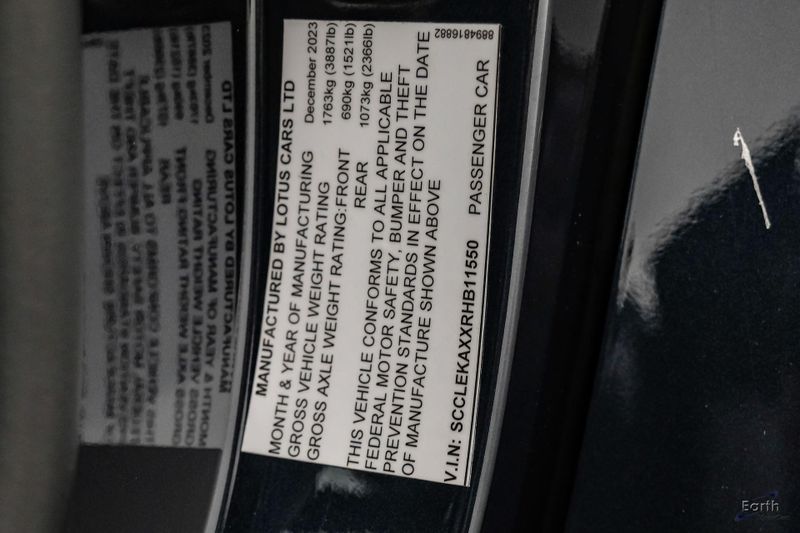 MANUFACTURED BY LOTUS CARS LTD
MONTH & YEAR OF MANUFACTURING December 2023
GROSS VEHICLE WEIGHT RATING 1763kg (3887lb)
GROSS AXLE WEIGHT RATING: FRONT 690kg (1521lb)
REAR 1073kg (2366lb)
THIS VEHICLE CONFORMS TO ALL APPLICABLE
FEDERAL MOTOR SAFETY, BUMPER AND THEFT
PREVENTION STANDARDS IN EFFECT ON THE DATE
OF MANUFACTURE SHOWN ABOVE
V.I.N: SCCLEKAXXRHB11550 PASSENGER CAR
8894816882
Earth